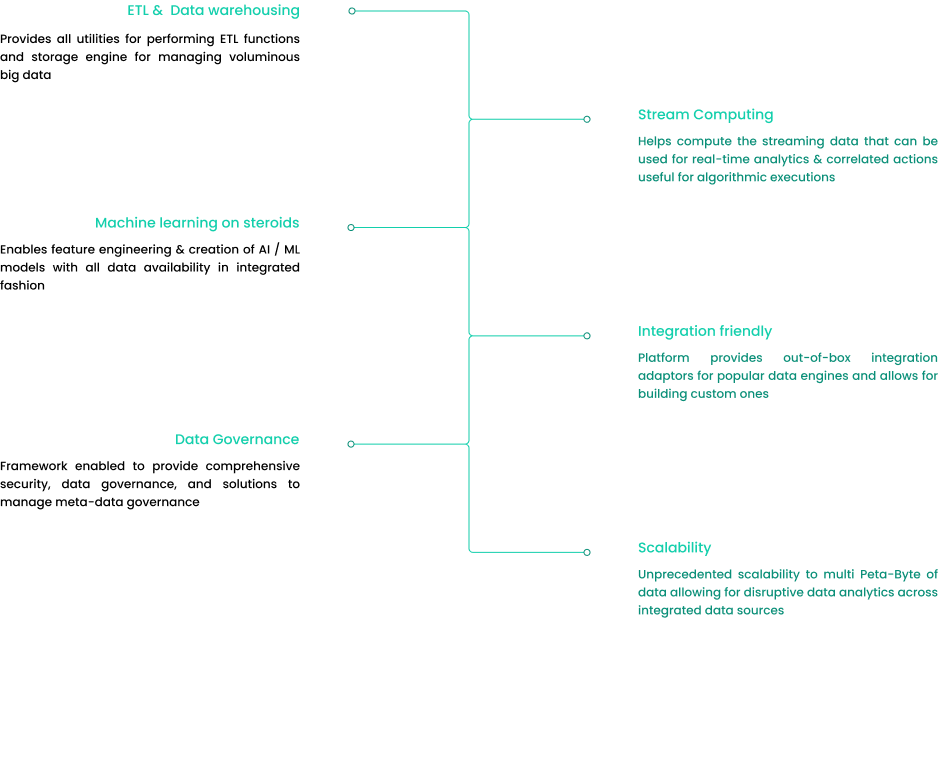 ETL &  Data warehousing
Provides all utilities for performing ETL functions
and storage engine for managing voluminous
big data
Stream Computing
Helps compute the streaming data that can be
used for real-time analytics & correlated actions
useful for algorithmic executions
Machine learning on steroids
Enables feature engineering & creation of AI / ML
models with all data availability in integrated
fashion
Integration friendly
Platform provides out-of-box integration
adaptors for popular data engines and allows for
building custom ones
Data Governance
Framework enabled to provide comprehensive
security, data governance, and solutions to
manage meta-data governance
Scalability
Unprecedented scalability to multi Peta-Byte of
data allowing for disruptive data analytics across
integrated data sources